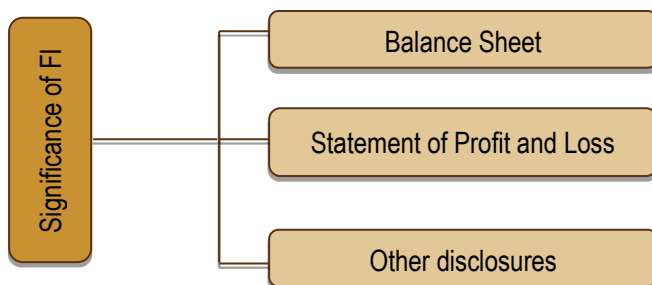 Significance of FI
Balance Sheet
Statement of Profit and Loss
Other disclosures